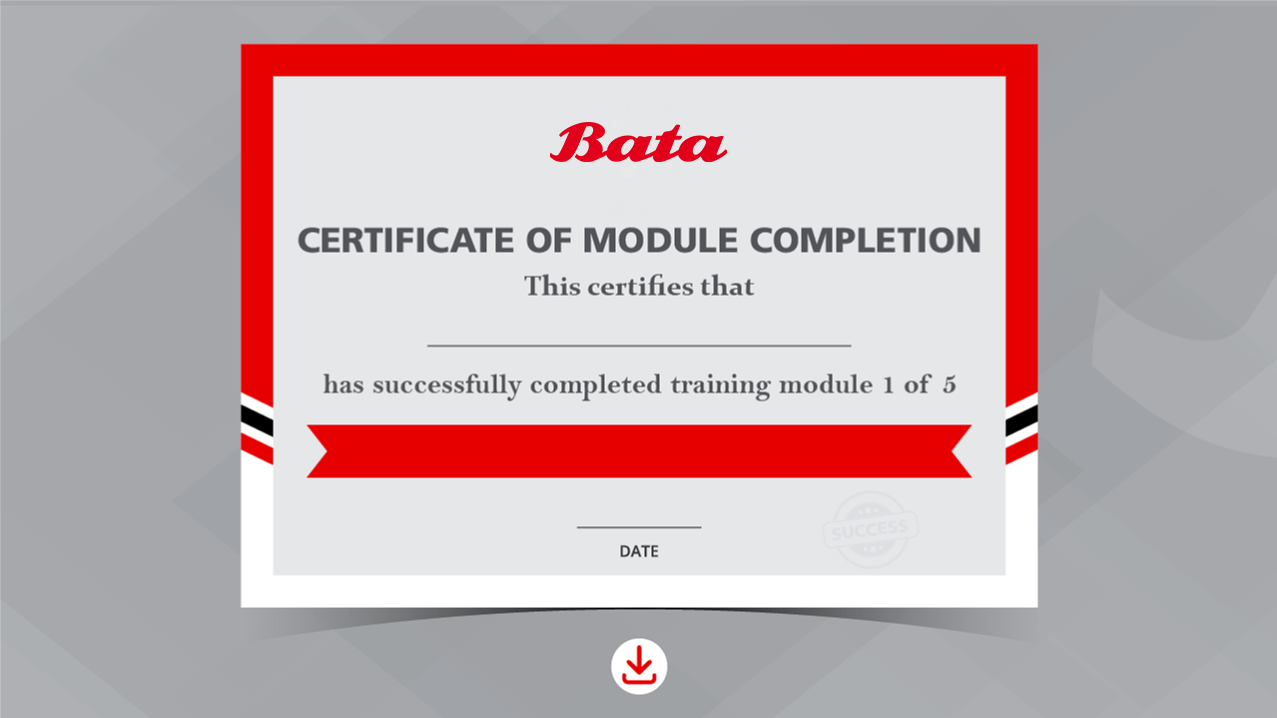 Bata
CERTIFICATE OF MODULE COMPLETION
This certifies that
has successfully completed training module 1 of 5
SUCCESS
DATE